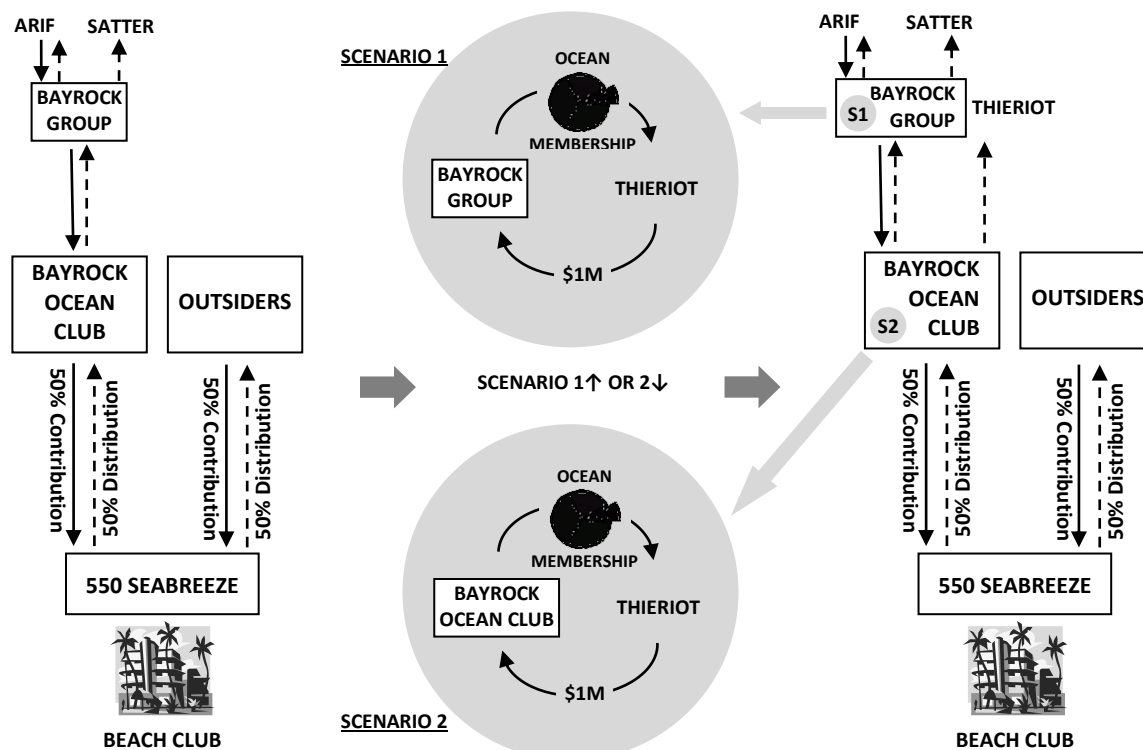 ARIF
SATTER
BAYROCK
GROUP
BAYROCK
OCEAN
CLUB
OUTSIDERS
50% Contribution
50% Distribution
50% Contribution
50% Distribution
550 SEABREEZE
BEACH CLUB
SCENARIO 1
OCEAN
MEMBERSHIP
BAYROCK
GROUP
THIERIOT
$1M
SCENARIO 1↑ OR 2↓
OCEAN
MEMBERSHIP
BAYROCK
OCEAN CLUB
THIERIOT
$1M
SCENARIO 2
ARIF
SATTER
S1
BAYROCK
GROUP
THIERIOT
BAYROCK
OCEAN
CLUB
S2
OUTSIDERS
50% Contribution
50% Distribution
50% Contribution
50% Distribution
550 SEABREEZE
BEACH CLUB